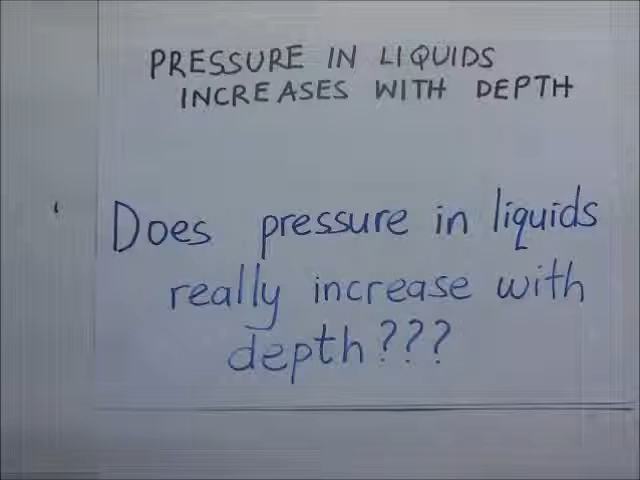 PRESSURE IN LIQUIDS
INCREASES WITH DEPTH
Does pressure in liquids
really increase with
depth???